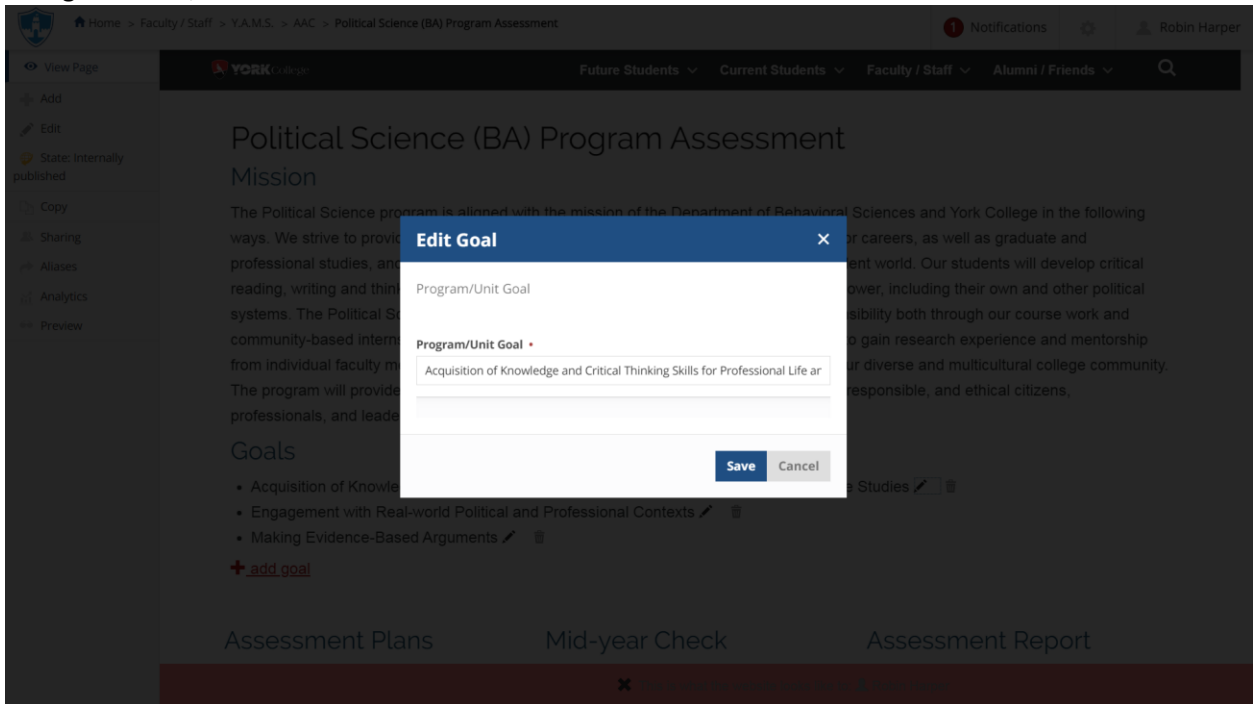 Home > Faculty / Staff > Y.A.M.S. > AAC > Political Science (BA) Program Assessment
1 Notifications
Robin Harper
View Page
YORK College
Future Students
Current Students
Faculty / Staff
Alumni / Friends
Add
Edit
State: Internally
published
Copy
Sharing
Aliases
Analytics
Preview
Political Science (BA) Program Assessment
Mission
The Political Science program is aligned with the mission of the Department of Behavioral Sciences and York College in the following
ways. We strive to provid
or careers, as well as graduate and
professional studies, and
ent world. Our students will develop critical
reading, writing and think
ower, including their own and other political
systems. The Political Sc
sibility both through our course work and
community-based intern
o gain research experience and mentorship
from individual faculty m
ur diverse and multicultural college community.
The program will provide
responsible, and ethical citizens,
professionals, and leade
Edit Goal
×
Program/Unit Goal
Program/Unit Goal •
Acquisition of Knowledge and Critical Thinking Skills for Professional Life ar
Save Cancel
Goals
• Acquisition of Knowle
e Studies
• Engagement with Real-world Political and Professional Contexts
• Making Evidence-Based Arguments
add goal
Assessment Plans
Mid-year Check
Assessment Report